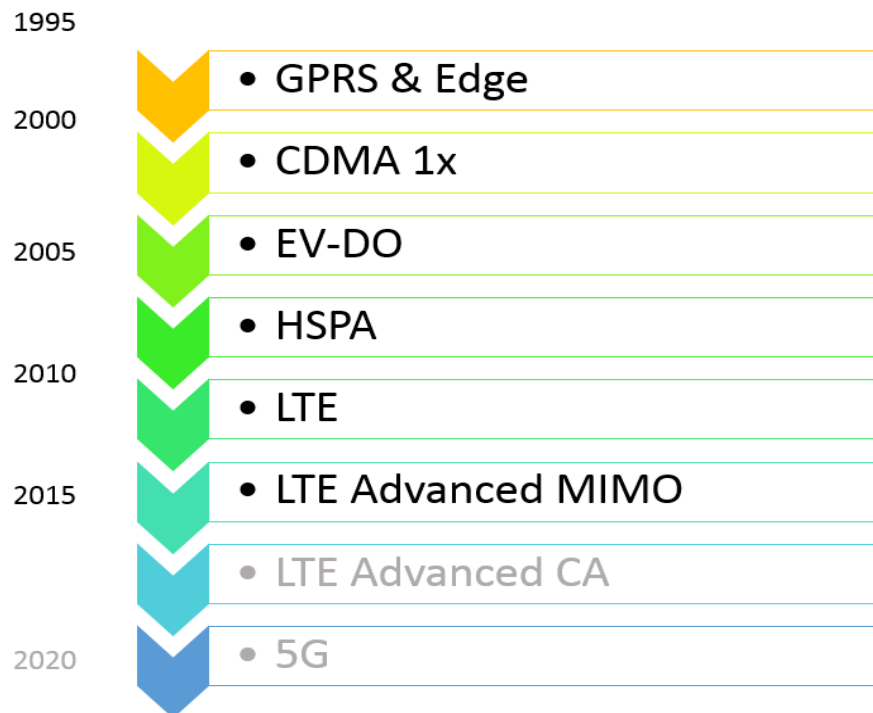 1995
• GPRS & Edge
2000
• CDMA 1x
• EV-DO
2005
• HSPA
2010
• LTE
• LTE Advanced MIMO
2015
• LTE Advanced CA
• 5G
2020